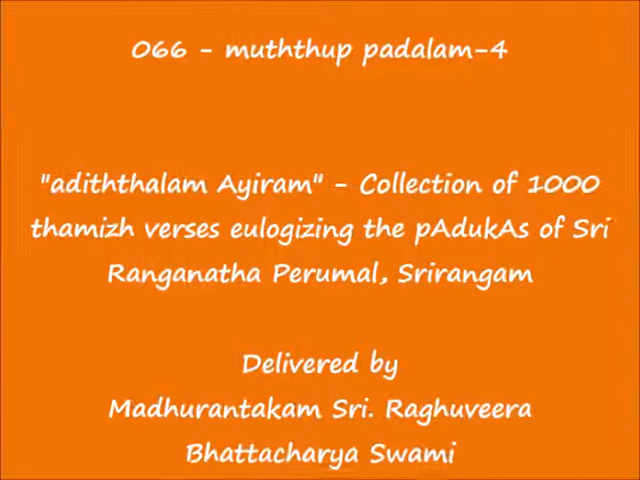 066 - muththup padalam-4
"adiththalam Ayiram" - Collection of 1000
thamizh verses eulogizing the pAdukAs of Sri
Ranganatha Perumal, Srirangam
Delivered by
Madhurantakam Sri. Raghuveera
Bhattacharya Swami